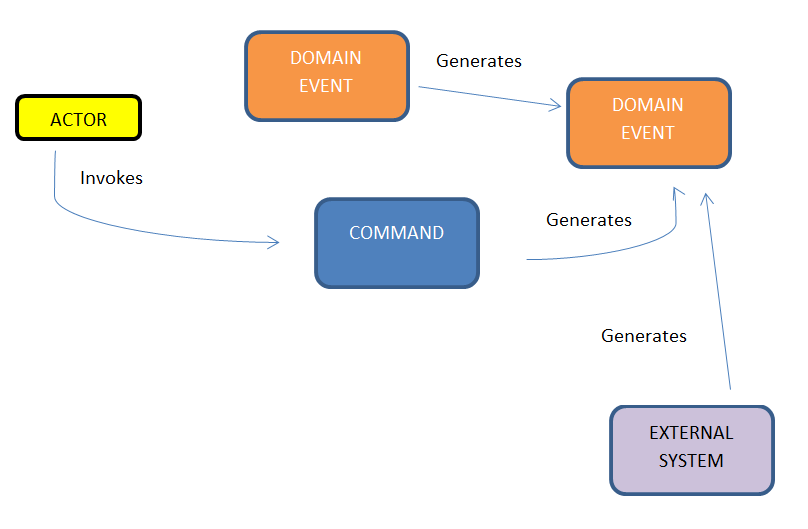 DOMAIN
EVENT
Generates
DOMAIN
EVENT
ACTOR
Invokes
COMMAND
Generates
Generates
EXTERNAL
SYSTEM